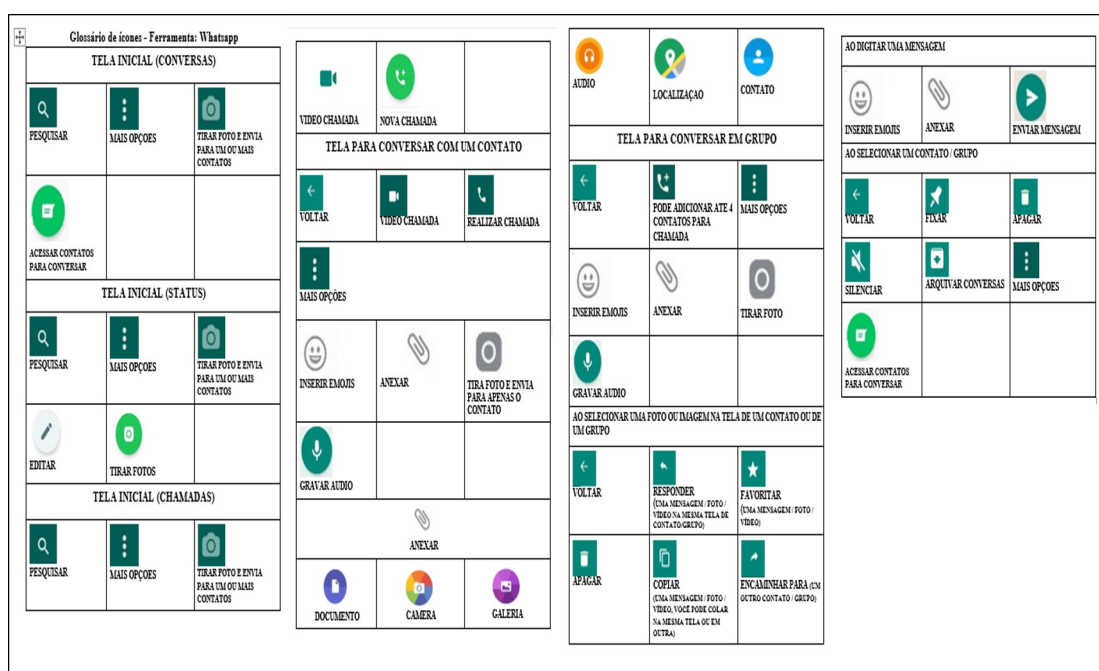 Glossário de ícones - Ferramenta: Whatsapp
TELA INICIAL (CONVERSAS)
PESQUISAR
MAIS OPÇOES
TIRAR FOTO E ENVIA
PARA UM OU MAIS
CONTATOS
ACESSAR CONTATOS
PARA CONVERSAR
TELA INICIAL (STATUS)
PESQUISAR
MAIS OPÇOES
TIRAR FOTO E ENVIA
PARA UM OU MAIS
CONTATOS
EDITAR
TIRAR FOTOS
TELA INICIAL (CHAMADAS)
PESQUISAR
MAIS OPÇOES
TIRAR FOTO E ENVIA
PARA UM OU MAIS
CONTATOS
VIDEO CHAMADA
NOVA CHAMADA
TELA PARA CONVERSAR COM UM CONTATO
VOLTAR
VIDEO CHAMADA
REALIZAR CHAMADA
MAIS OPÇÕES
INSERIR EMOJIS
ANEXAR
TIRA FOTO E ENVIA
PARA APENAS O
CONTATO
GRAVAR AUDIO
ANEXAR
DOCUMENTO
CAMERA
GALERIA
AUDIO
LOCALIZAÇAO
CONTATO
TELA PARA CONVERSAR EM GRUPO
VOLTAR
PODE ADICIONAR ATE 4
CONTATOS PARA
CHAMADA
MAIS OPÇOES
INSERIR EMOJIS
ANEXAR
TIRAR FOTO
GRAVAR AUDIO
AO SELECIONAR UMA FOTO OU IMAGEM NA TELA DE UM CONTATO OU DE
UM GRUPO
VOLTAR
RESPONDER
(UMA MENSAGEM / FOTO /
VÍDEO NA MESMA TELA DE
CONTATO/GRUPO)
FAVORITAR
(UMA MENSAGEM / FOTO /
VÍDEO)
APAGAR
COPIAR
(UMA MENSAGEM / FOTO /
VÍDEO, VOCÊ PODE COLAR
NA MESMA TELA OU EM
OUTRA)
ENCAMINHAR PARA (UM
OUTRO CONTATO / GRUPO)
AO DIGITAR UMA MENSAGEM
INSERIR EMOJIS
ANEXAR
ENVIAR MENSAGEM
AO SELECIONAR UM CONTATO / GRUPO
VOLTAR
FIXAR
APAGAR
SILENCIAR
ARQUIVAR CONVERSAS
MAIS OPÇOES
ACESSAR CONTATOS
PARA CONVERSAR